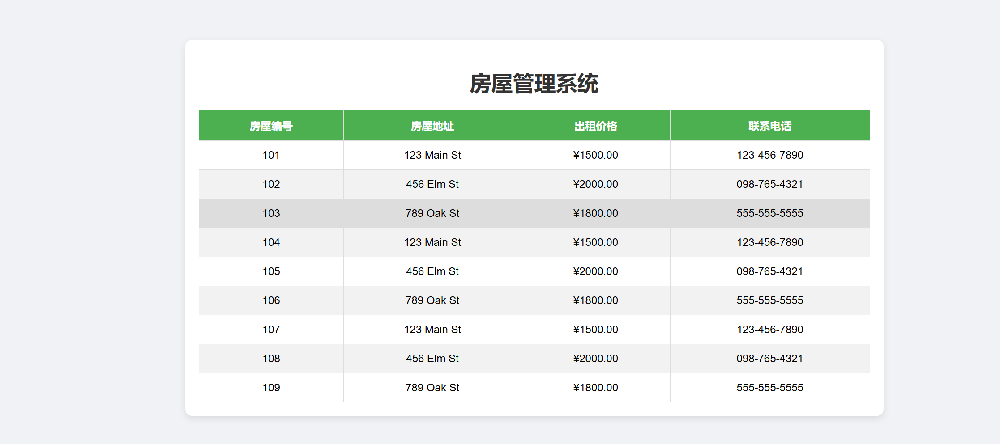 房屋管理系统
房屋编号 房屋地址 出租价格 联系电话
101 123 Main St ¥1500.00 123-456-7890
102 456 Elm St ¥2000.00 098-765-4321
103 789 Oak St ¥1800.00 555-555-5555
104 123 Main St ¥1500.00 123-456-7890
105 456 Elm St ¥2000.00 098-765-4321
106 789 Oak St ¥1800.00 555-555-5555
107 123 Main St ¥1500.00 123-456-7890
108 456 Elm St ¥2000.00 098-765-4321
109 789 Oak St ¥1800.00 555-555-5555